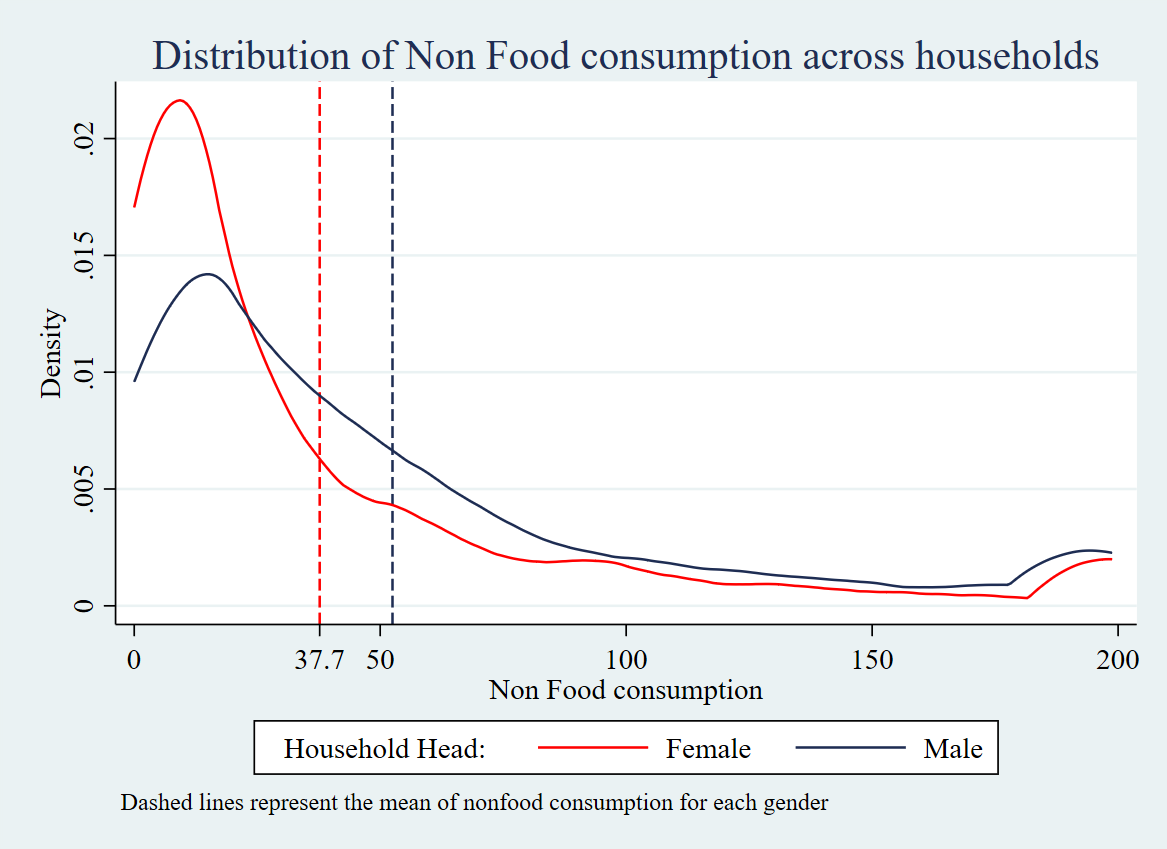 Distribution of Non Food consumption across households
Density
.02
.015
.01
.005
0
0 37.7 50 100 150 200
Non Food consumption
Household Head: Female Male
Dashed lines represent the mean of nonfood consumption for each gender